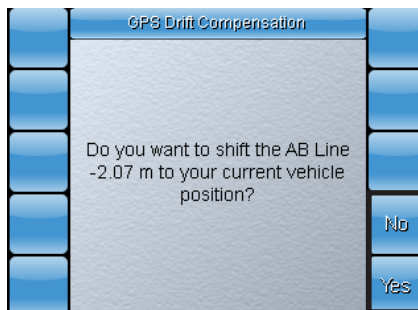 GPS Drift Compensation
Do you want to shift the AB Line
-2.07 m to your current vehicle
position?
No
Yes